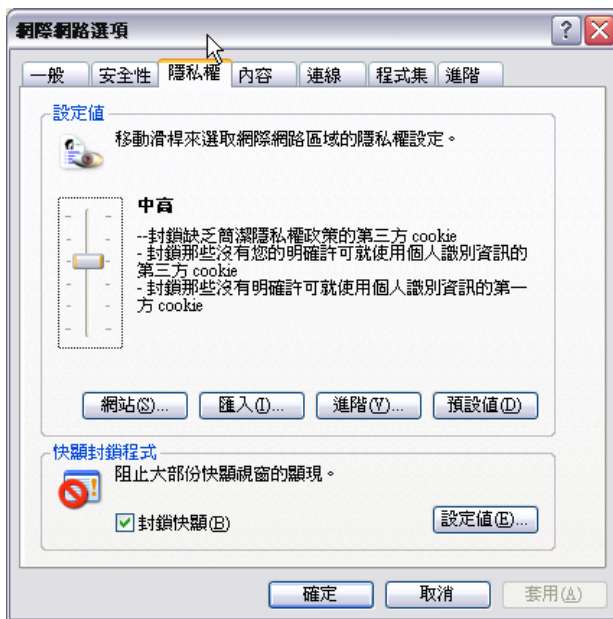 網際網路選項
一般 安全性 隱私權 內容 連線 程式集 進階
設定值
移動滑桿來選取網際網路區域的隱私權設定。
中高
--封鎖缺乏簡潔隱私權政策的第三方 cookie
- 封鎖那些沒有您的明確許可就使用個人識別資訊的
第三方 cookie
- 封鎖那些沒有明確許可就使用個人識別資訊的第一
方 cookie
網站(S)... 匯入(I)... 進階(V)... 預設值(D)
快顯封鎖程式
阻止大部份快顯視窗的顯現。
封鎖快顯(B) 設定值(E)...
確定 取消 套用(A)